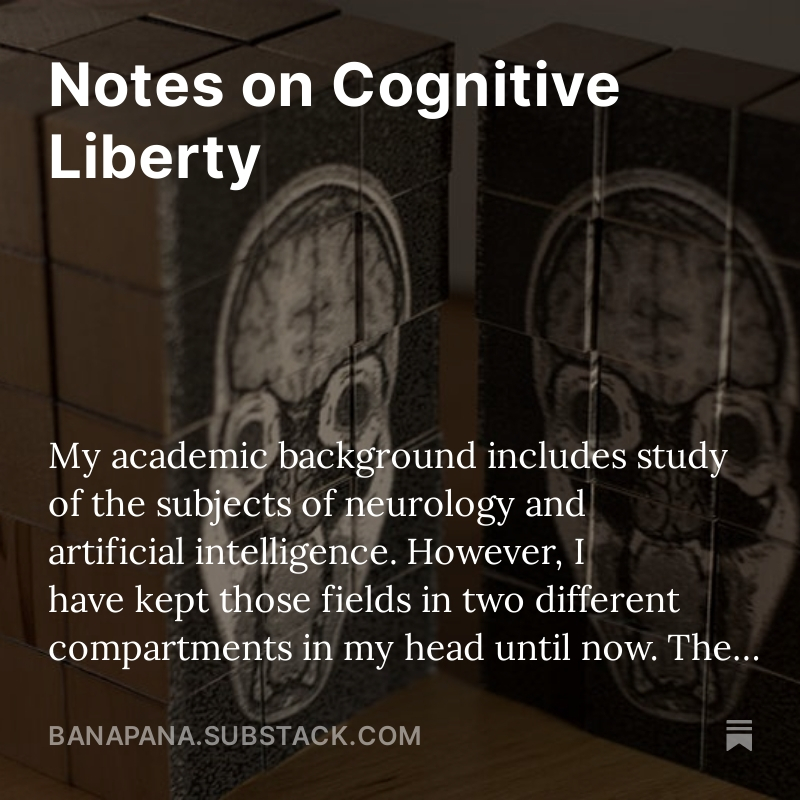 Notes on Cognitive
Liberty
My academic background includes study
of the subjects of neurology and
artificial intelligence. However, I
have kept those fields in two different
compartments in my head until now. The…
BANAPANA.SUBSTACK.COM